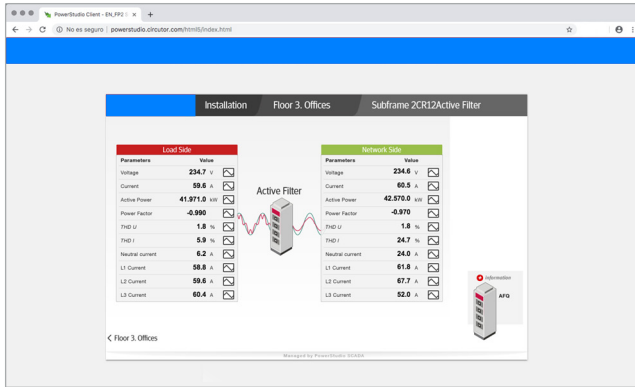 PowerStudio Client - EN_FP2 3
No es seguro | powerstudio.circutor.com/html5/index.html
Installation Floor 3. Offices Subframe 2CR12Active Filter
Load Side
Parameters Value
Voltage 234.7 V
Current 59.6 A
Active Power 41.971.0 kW
Power Factor -0.990
THD U 1.8 %
THD I 5.9 %
Neutral current 6.2 A
L1 Current 58.8 A
L2 Current 59.6 A
L3 Current 60.4 A
Active Filter
Network Side
Parameters Value
Voltage 234.6 V
Current 60.5 A
Active Power 42.570.0 kW
Power Factor -0.970
THD U 1.8 %
THD I 24.7 %
Neutral current 24.0 A
L1 Current 61.8 A
L2 Current 67.7 A
L3 Current 52.0 A
Information
AFQ
< Floor 3. Offices
Managed by PowerStudio SCADA